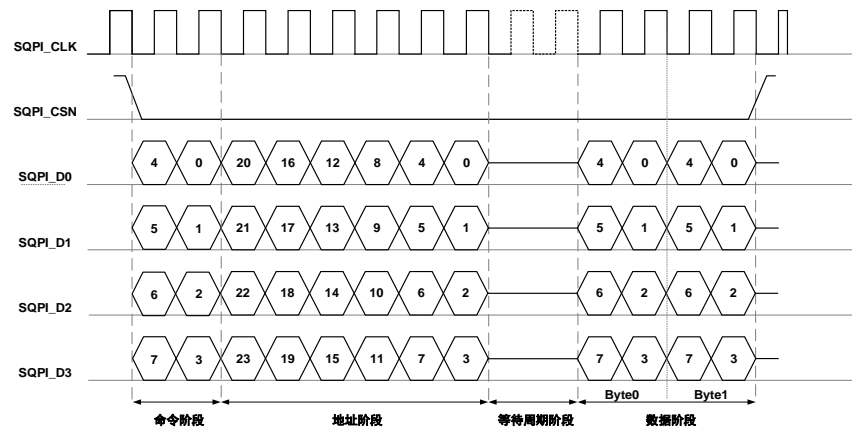 SQPI_CLK
SQPI_CSN
SQPI_D0 4 0 20 16 12 8 4 0 4 0 4 0
SQPI_D1 5 1 21 17 13 9 5 1 5 1 5 1
SQPI_D2 6 2 22 18 14 10 6 2 6 2 6 2
SQPI_D3 7 3 23 19 15 11 7 3 7 3 7 3
Byte0 Byte1
命令阶段 地址阶段 等待周期阶段 数据阶段